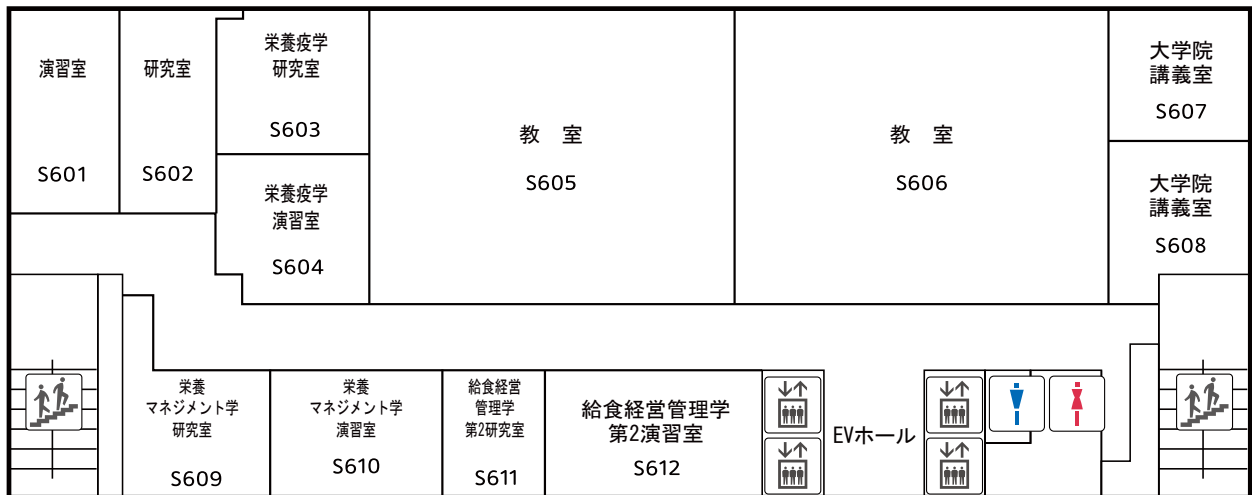 演習室
S601
研究室
S602
栄養疫学
研究室
S603
栄養疫学
演習室
S604
教 室
S605
教 室
S606
大学院
講義室
S607
大学院
講義室
S608
栄養
マネジメント学
研究室
S609
栄養
マネジメント学
演習室
S610
給食経営
管理学
第2研究室
S611
給食経営管理学
第2演習室
S612
EVホール